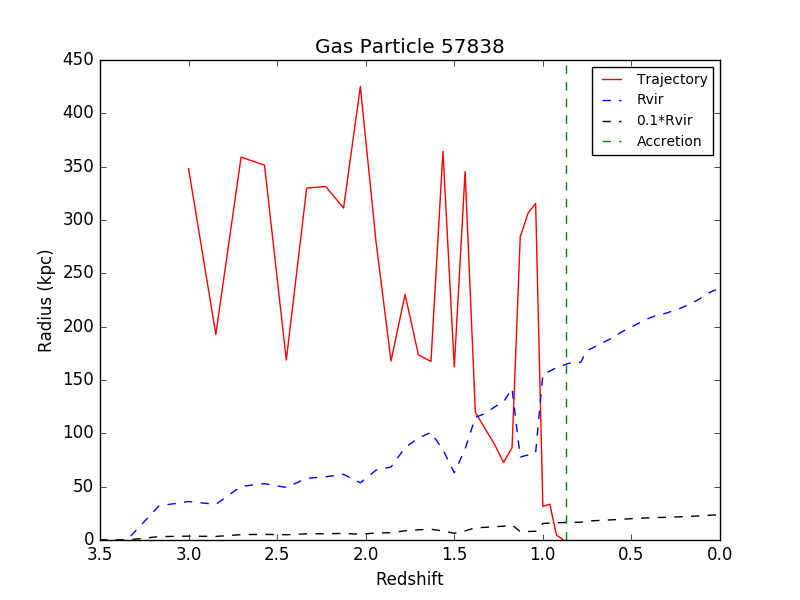 Gas Particle 57838
450
400
350
300
250
200
150
100
50
0
Radius (kpc)
Trajectory
Rvir
0.1*Rvir
Accretion
3.5 3.0 2.5 2.0 1.5 1.0 0.5 0.0
Redshift